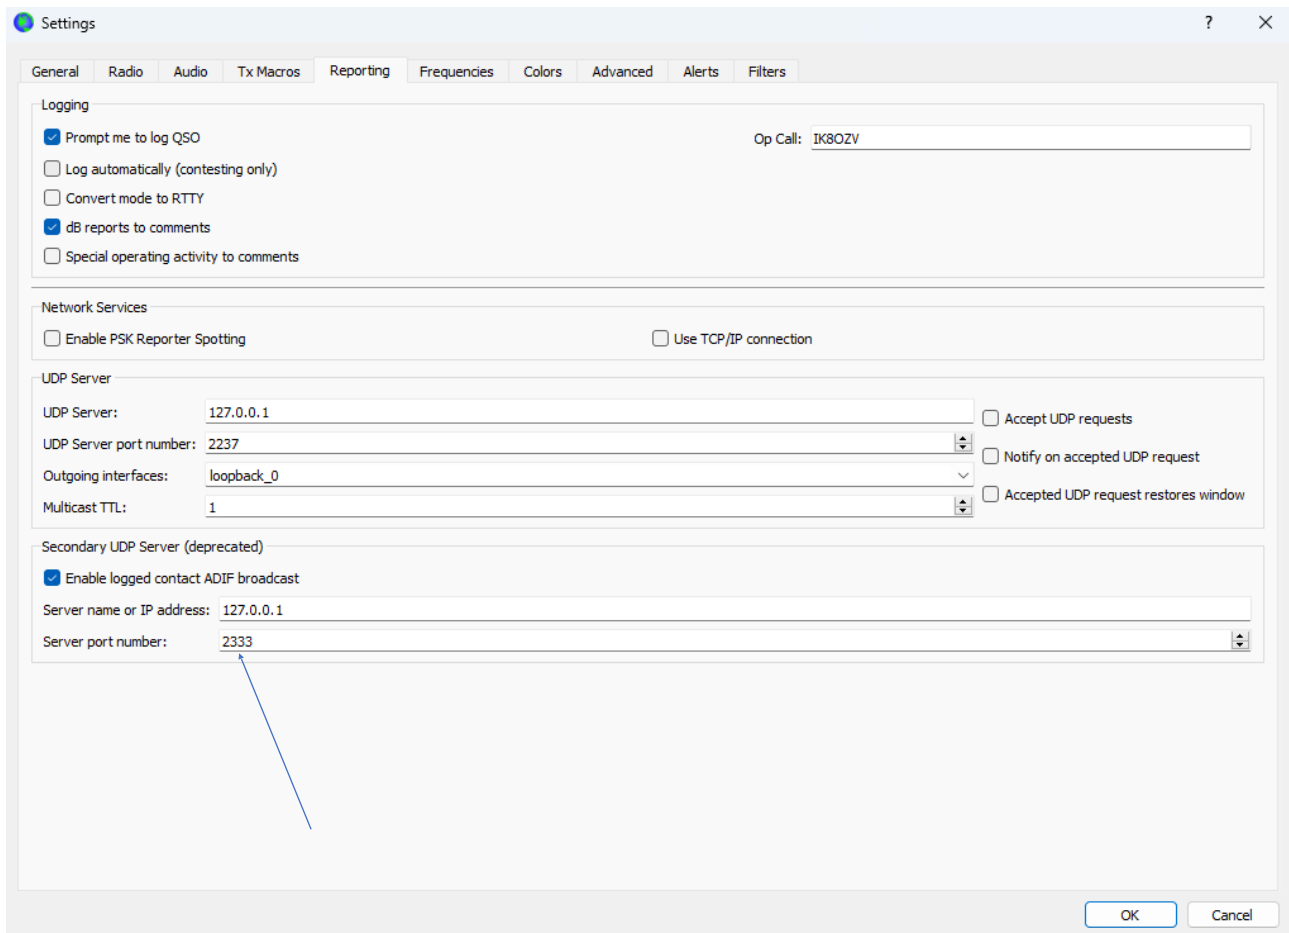 Settings
?
General Radio Audio Tx Macros Reporting Frequencies Colors Advanced Alerts Filters
Logging
Prompt me to log QSO
Op Call: IK8OZV
Log automatically (contesting only)
Convert mode to RTTY
dB reports to comments
Special operating activity to comments
Network Services
Enable PSK Reporter Spotting
Use TCP/IP connection
UDP Server
UDP Server: 127.0.0.1
Accept UDP requests
UDP Server port number: 2237
Notify on accepted UDP request
Outgoing interfaces: loopback_0
Accepted UDP request restores window
Multicast TTL: 1
Secondary UDP Server (deprecated)
Enable logged contact ADIF broadcast
Server name or IP address: 127.0.0.1
Server port number: 2333
OK Cancel